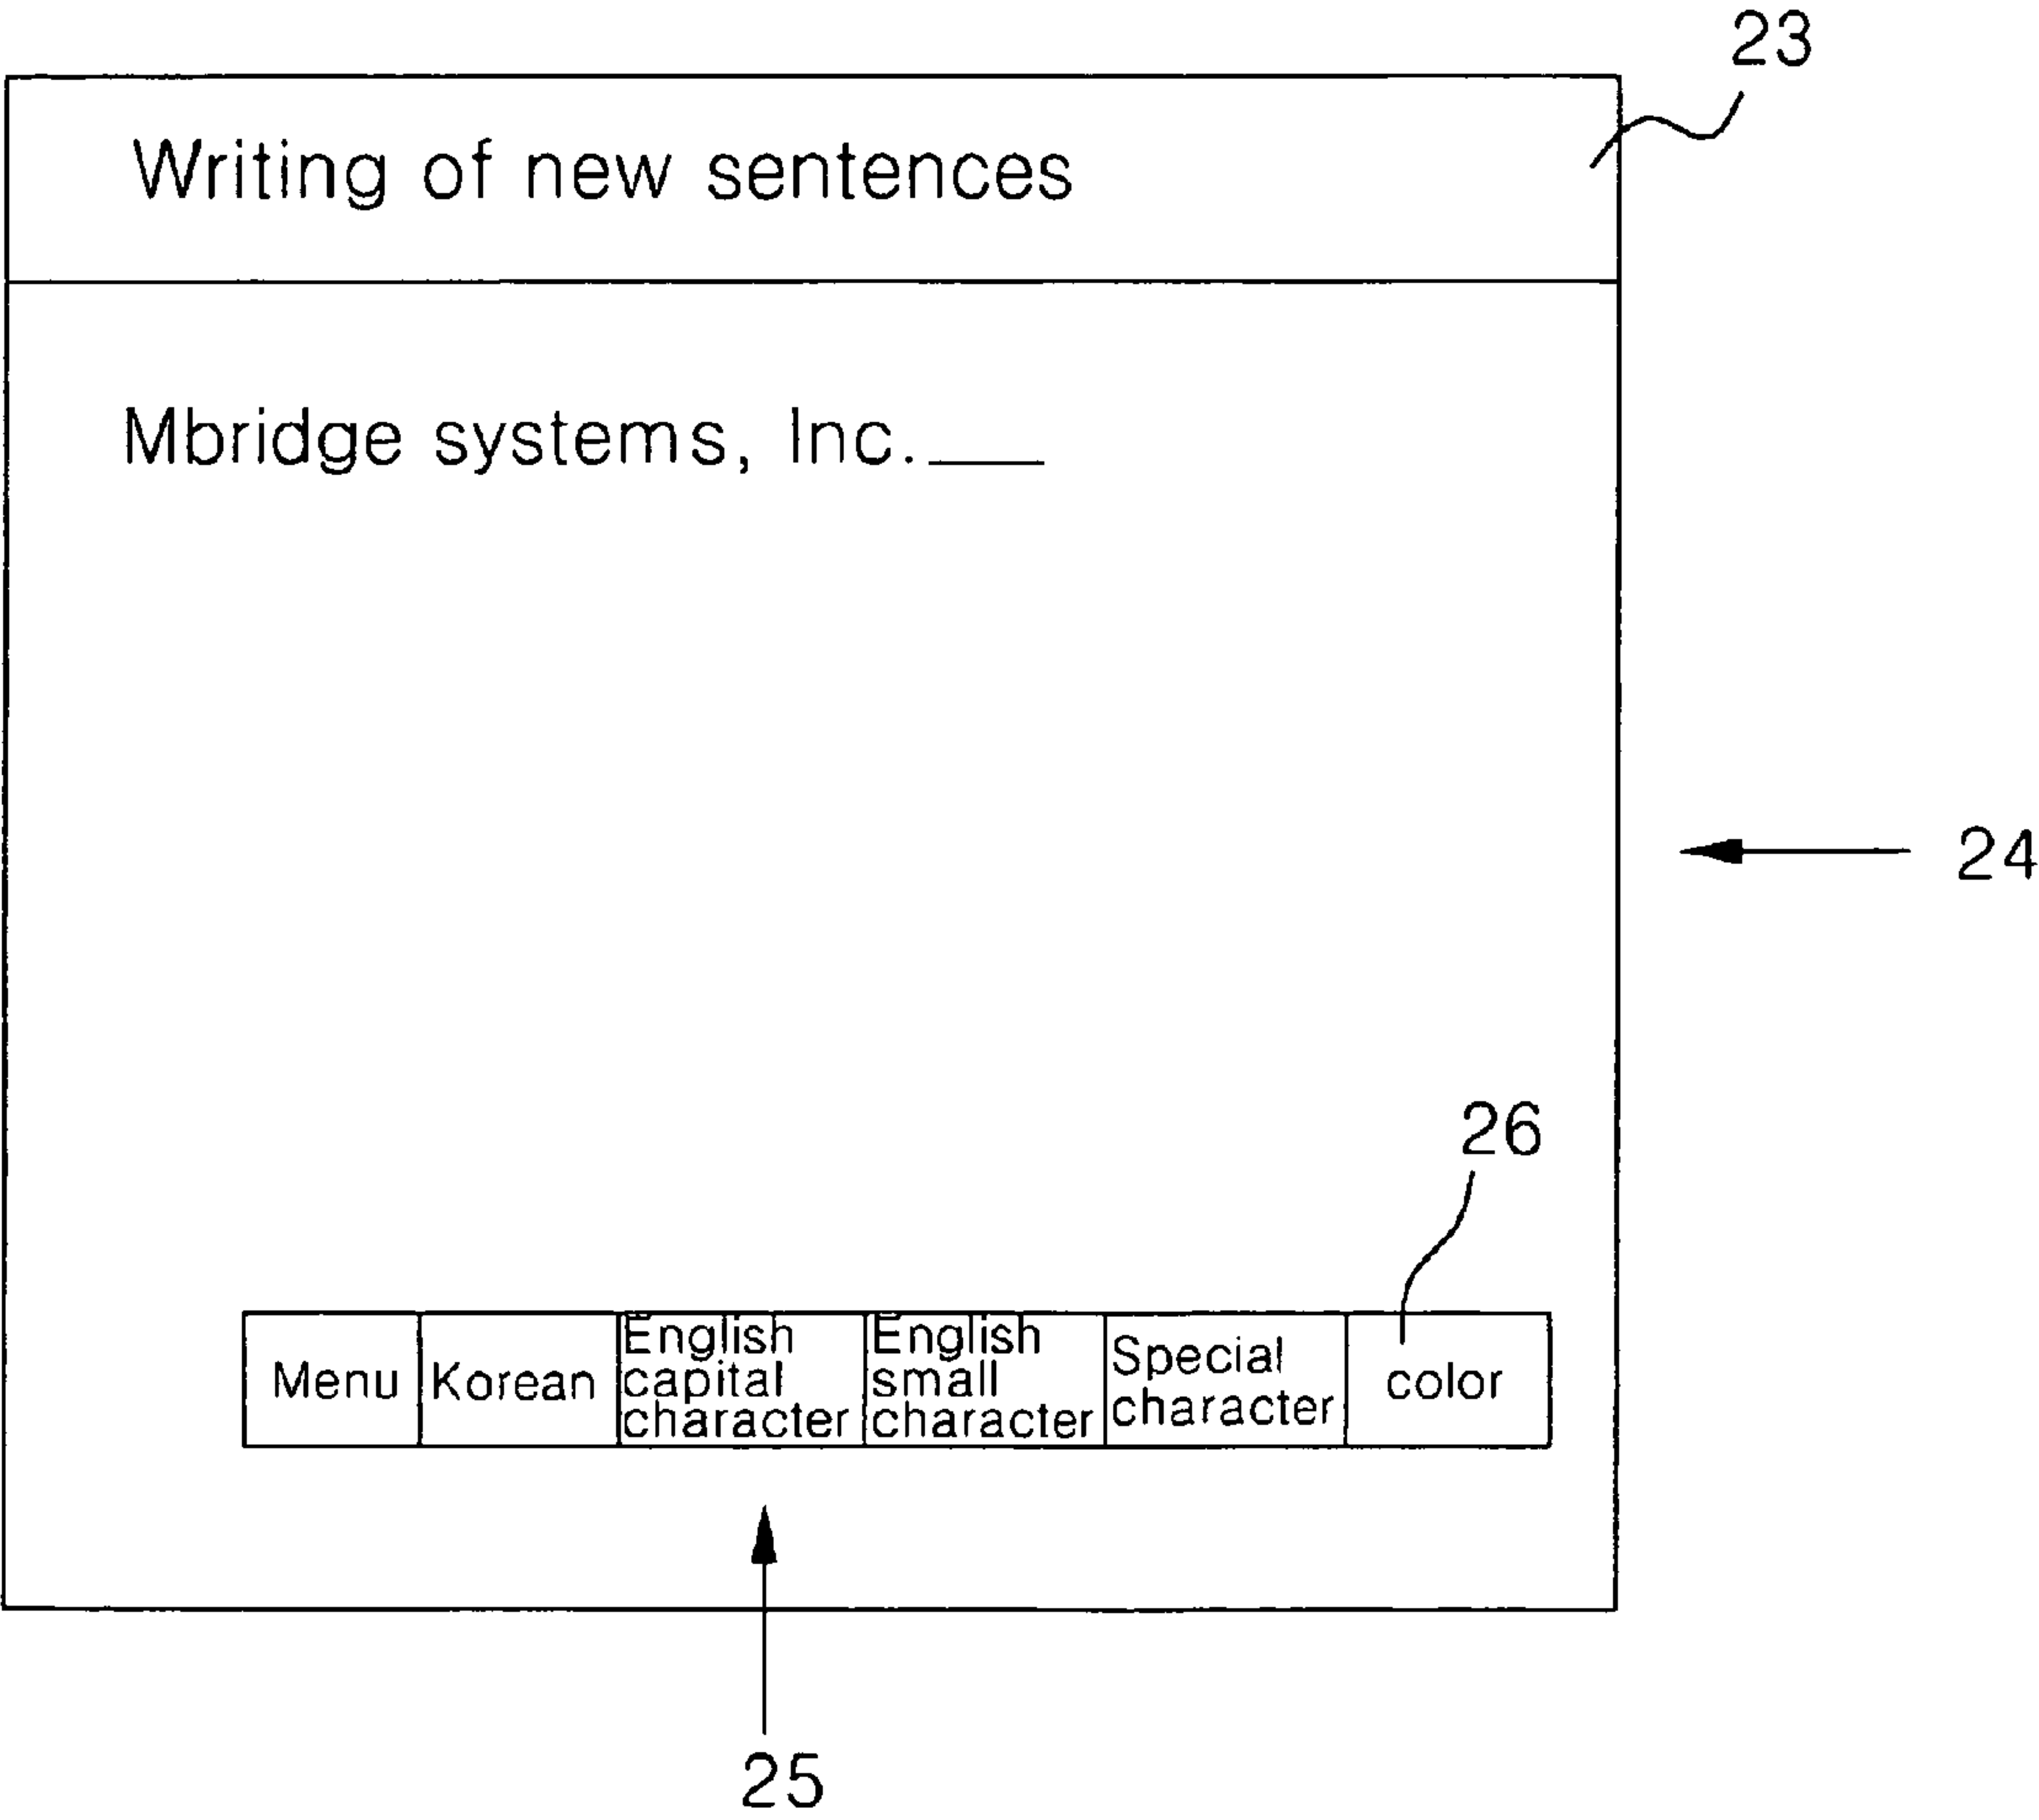 23
Writing of new sentences
Mbridge systems, Inc.
24
26
Menu
Korean
English
capital
character
English
small
character
Special
character
color
25